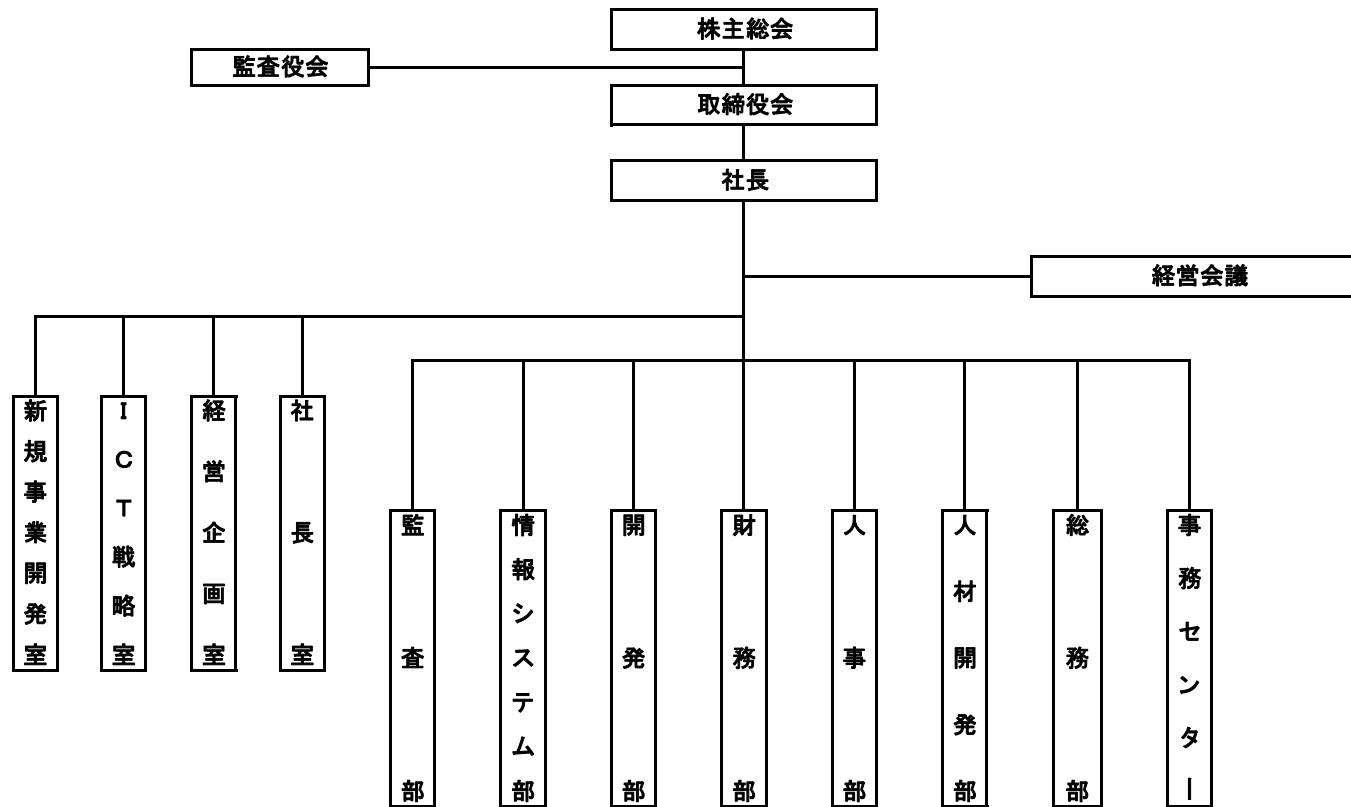 株主総会
監査役会
取締役会
社長
経営会議
新規事業開発室
ICT戦略室
経営企画室
社長室
監査部
情報システム部
開発部
財務部
人事部
人材開発部
総務部
事務センター